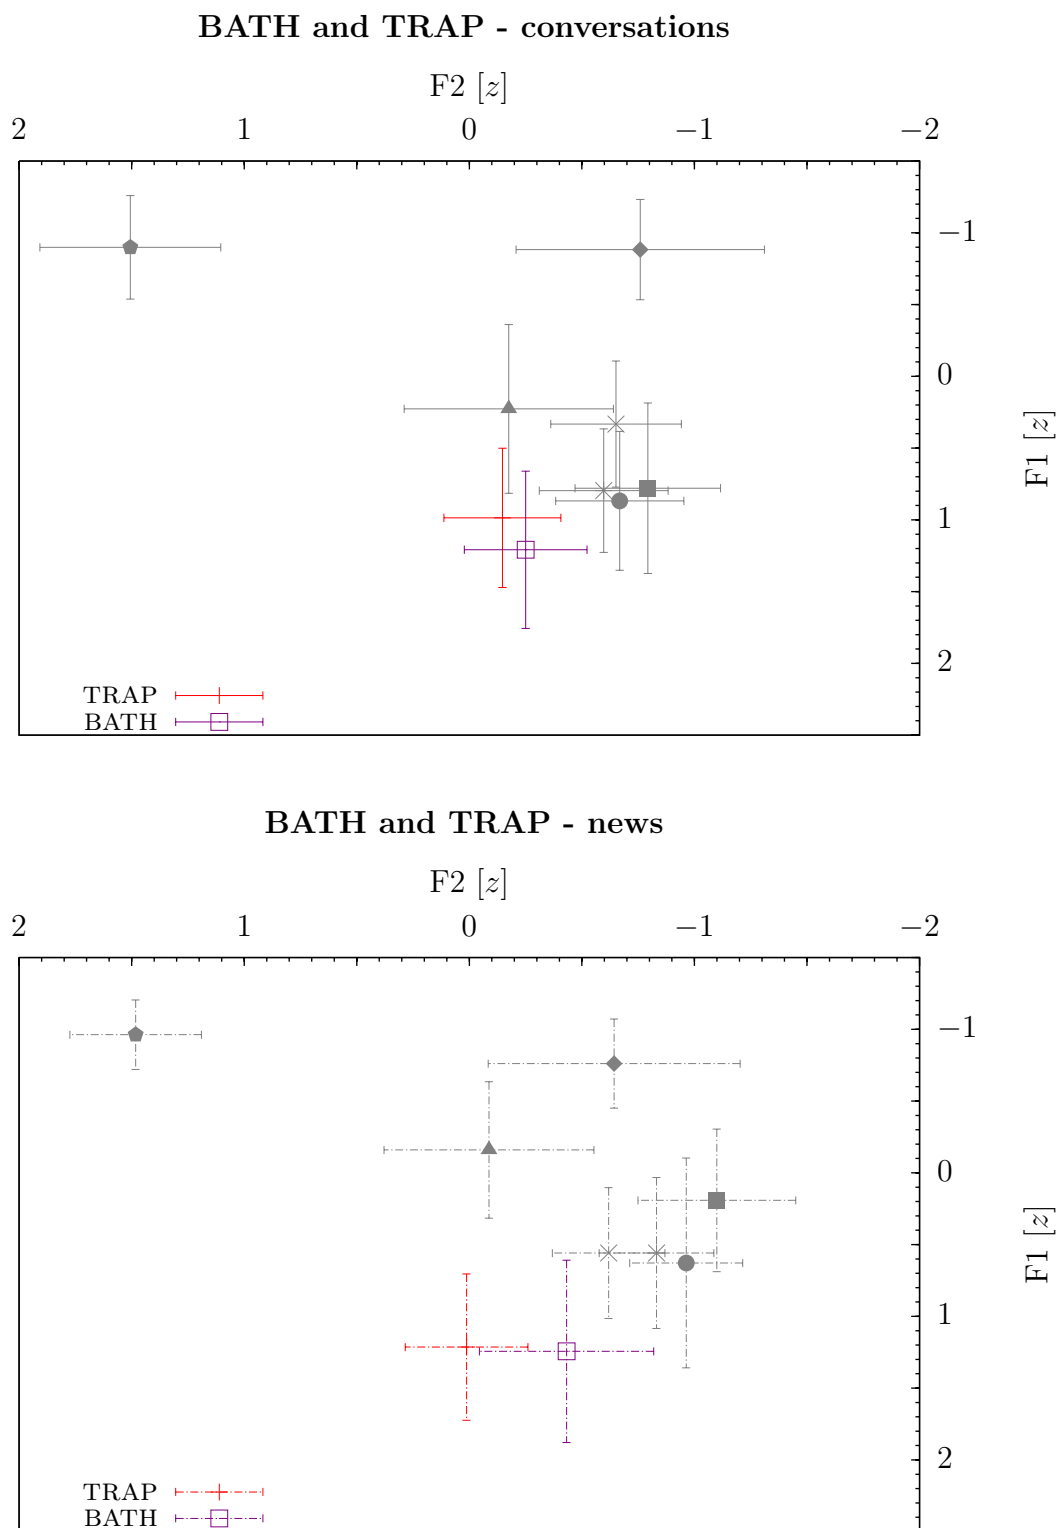 BATH and TRAP - conversations
F2 [z]
2 1 0 −1 −2
−1
0
F1 [z]
1
2
TRAP
BATH
BATH and TRAP - news
F2 [z]
2 1 0 −1 −2
−1
0
F1 [z]
1
2
TRAP
BATH